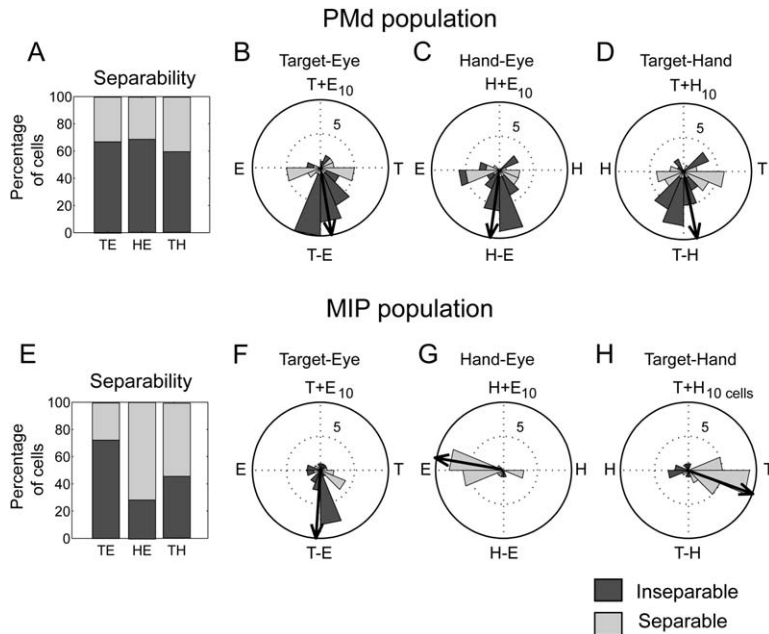 PMd population
A
Separability
Percentage
of cells
100
80
60
40
20
0
TE HE TH
B
Target-Eye
T+E10
5
E
T
T-E
C
Hand-Eye
H+E10
5
E
H
H-E
D
Target-Hand
T+H10
5
H
T
T-H
MIP population
E
Separability
Percentage
of cells
100
80
60
40
20
0
TE HE TH
F
Target-Eye
T+E10
5
E
T
T-E
G
Hand-Eye
H+E10
5
E
H
H-E
H
Target-Hand
T+H10 cells
5
H
T
T-H
Inseparable
Separable